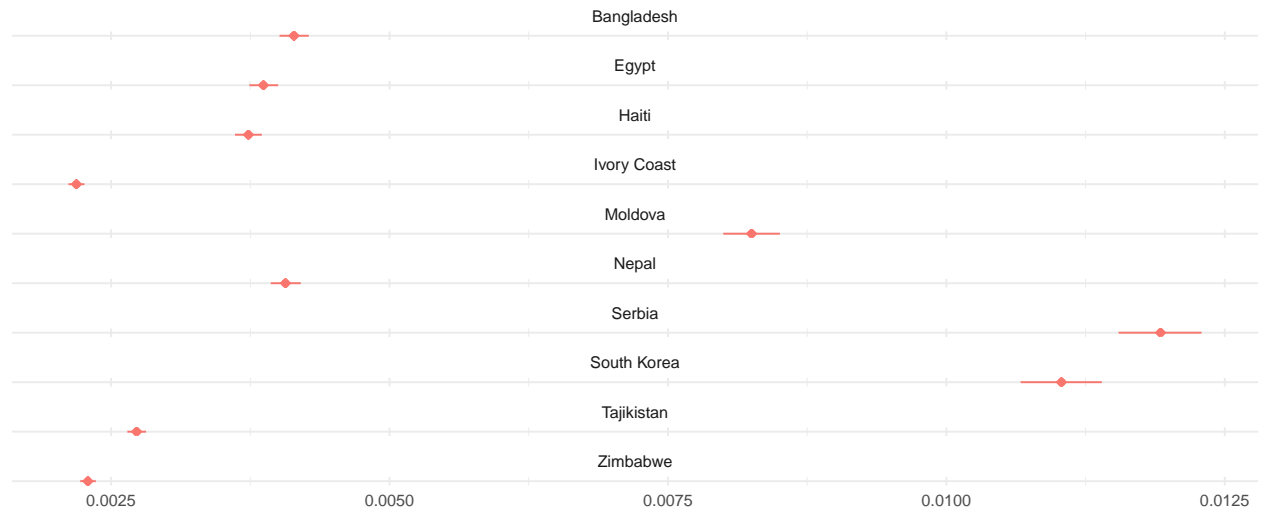 Bangladesh
Egypt
Haiti
Ivory Coast
Moldova
Nepal
Serbia
South Korea
Tajikistan
Zimbabwe
0.0025 0.0050 0.0075 0.0100 0.0125